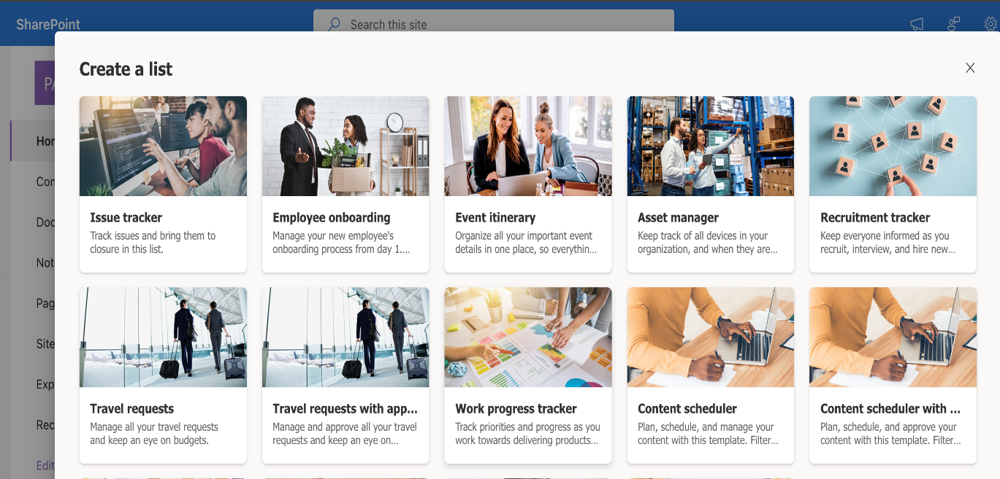 SharePoint
Search this site
PA
Create a list
Hor
Con
Doc
Not
Pag
Site
Exp
Rec
Edit
Issue tracker
Track issues and bring them to
closure in this list.
Employee onboarding
Manage your new employee's
onboarding process from day 1....
Event itinerary
Organize all your important event
details in one place, so everythin...
Asset manager
Keep track of all devices in your
organization, and when they are...
Recruitment tracker
Keep everyone informed as you
recruit, interview, and hire new...
Travel requests
Manage all your travel requests
and keep an eye on budgets.
Travel requests with app...
Manage and approve all your travel
requests and keep an eye on...
Work progress tracker
Track priorities and progress as you
work towards delivering products...
Content scheduler
Plan, schedule, and manage your
content with this template. Filter...
Content scheduler with ...
Plan, schedule, and approve your
content with this template. Filter...